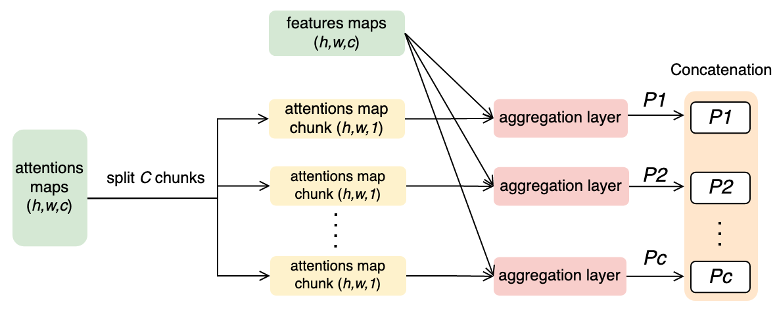 features maps
(h,w,c)
Concatenation
attentions map
chunk (h,w,1)
aggregation layer
P1
P1
attentions
maps
(h,w,c)
split C chunks
attentions map
chunk (h,w,1)
aggregation layer
P2
P2
attentions map
chunk (h,w,1)
aggregation layer
Pc
Pc